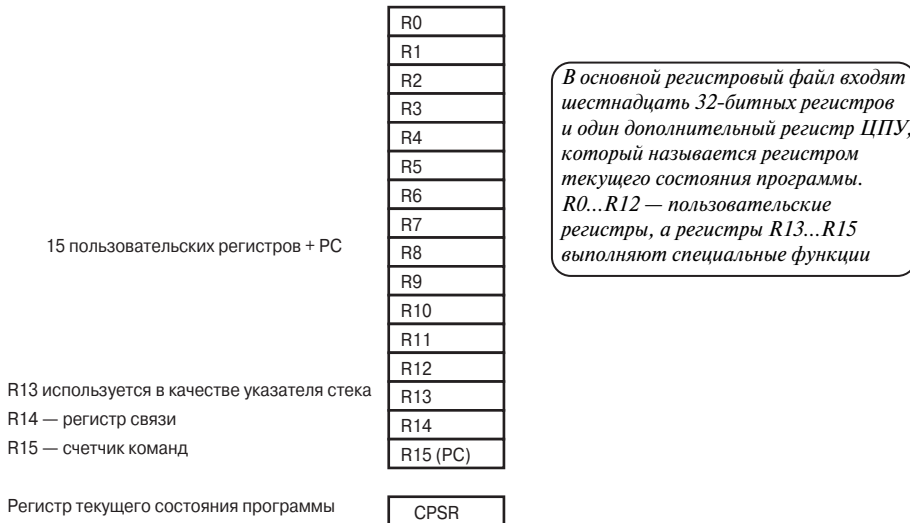 R0
R1
R2
R3
R4
R5
R6
R7
R8
R9
R10
R11
R12
R13
R14
R15 (PC)
CPSR
15 пользовательских регистров + PC
R13 используется в качестве указателя стека
R14 — регистр связи
R15 — счетчик команд
Регистр текущего состояния программы
В основной регистровый файл входят
шестнадцать 32-битных регистров
и один дополнительный регистр ЦПУ,
который называется регистром
текущего состояния программы.
R0...R12 — пользовательские
регистры, а регистры R13...R15
выполняют специальные функции